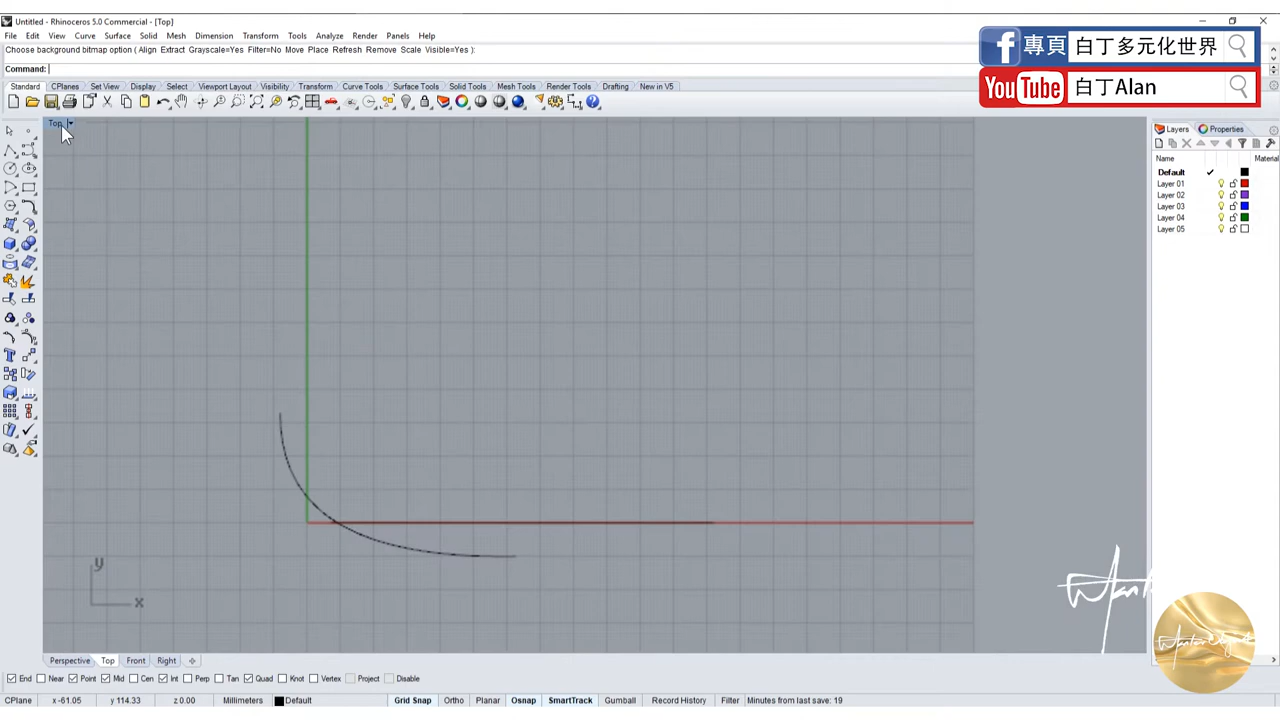 Untitled - Rhinoceros 5.0 Commercial - [Top]
File Edit View Curve Surface Solid Mesh Dimension Transform Tools Analyze Render Panels Help
Choose background bitmap option ( Align Extract Grayscale=Yes Filter=No Move Place Refresh Remove Scale Visible=Yes ):
專頁 白丁多元化世界
Command:
YouTube 白丁Alan
Standard CPlanes Set View Display Select Viewport Layout Visibility Transform Curve Tools Surface Tools Solid Tools Mesh Tools Render Tools Drafting New in V5
Top
Layers Properties
Name Material
Default
Layer 01
Layer 02
Layer 03
Layer 04
Layer 05
y
x
Perspective Top Front Right
End Near Point Mid Cen Int Perp Tan Quad Knot Vertex Project Disable
CPlane x -61.05 y 114.33 z 0.00 Millimeters Default Grid Snap Ortho Planar Osnap SmartTrack Gumball Record History Filter Minutes from last save: 19